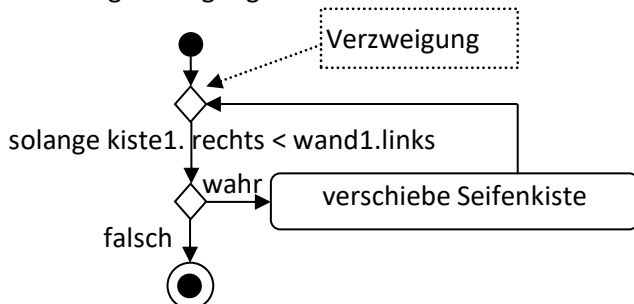 Verzweigung
solange kiste1. rechts < wand1.links
wahr
verschiebe Seifenkiste
falsch